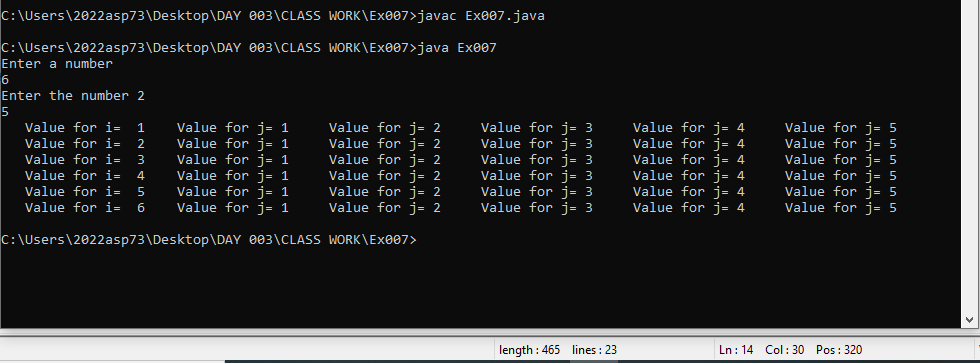 C:\Users\2022asp73\Desktop\DAY 003\CLASS WORK\Ex007>javac Ex007.java
C:\Users\2022asp73\Desktop\DAY 003\CLASS WORK\Ex007>java Ex007
Enter a number
6
Enter the number 2
5
   Value for i=  1    Value for j= 1     Value for j= 2     Value for j= 3     Value for j= 4     Value for j= 5
   Value for i=  2    Value for j= 1     Value for j= 2     Value for j= 3     Value for j= 4     Value for j= 5
   Value for i=  3    Value for j= 1     Value for j= 2     Value for j= 3     Value for j= 4     Value for j= 5
   Value for i=  4    Value for j= 1     Value for j= 2     Value for j= 3     Value for j= 4     Value for j= 5
   Value for i=  5    Value for j= 1     Value for j= 2     Value for j= 3     Value for j= 4     Value for j= 5
   Value for i=  6    Value for j= 1     Value for j= 2     Value for j= 3     Value for j= 4     Value for j= 5
C:\Users\2022asp73\Desktop\DAY 003\CLASS WORK\Ex007>
length : 465   lines : 23   Ln : 14   Col : 30   Pos : 320